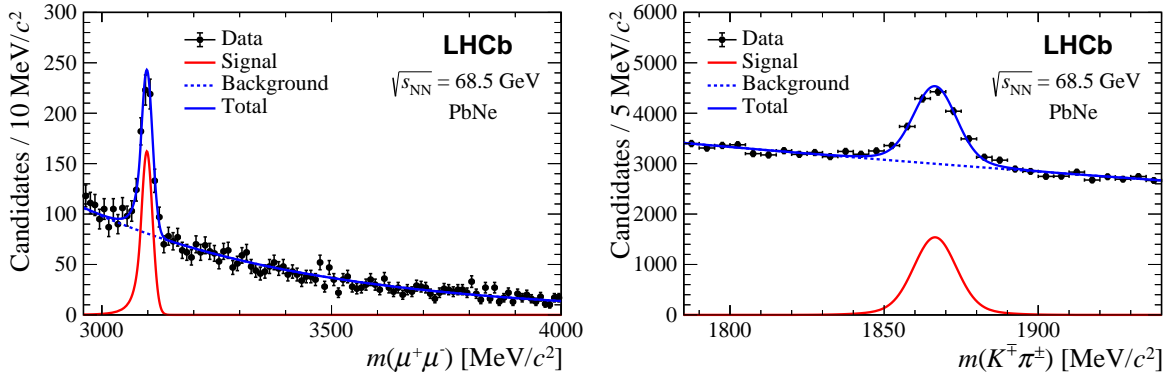 Candidates / 10 MeV/c²
300
250
200
150
100
50
0
3000
3500
4000
m(μ⁺μ⁻) [MeV/c²]
Data
Signal
Background
Total
LHCb
√s_NN = 68.5 GeV
PbNe
Candidates / 5 MeV/c²
6000
5000
4000
3000
2000
1000
0
1800
1850
1900
m(K∓π±) [MeV/c²]
Data
Signal
Background
Total
LHCb
√s_NN = 68.5 GeV
PbNe